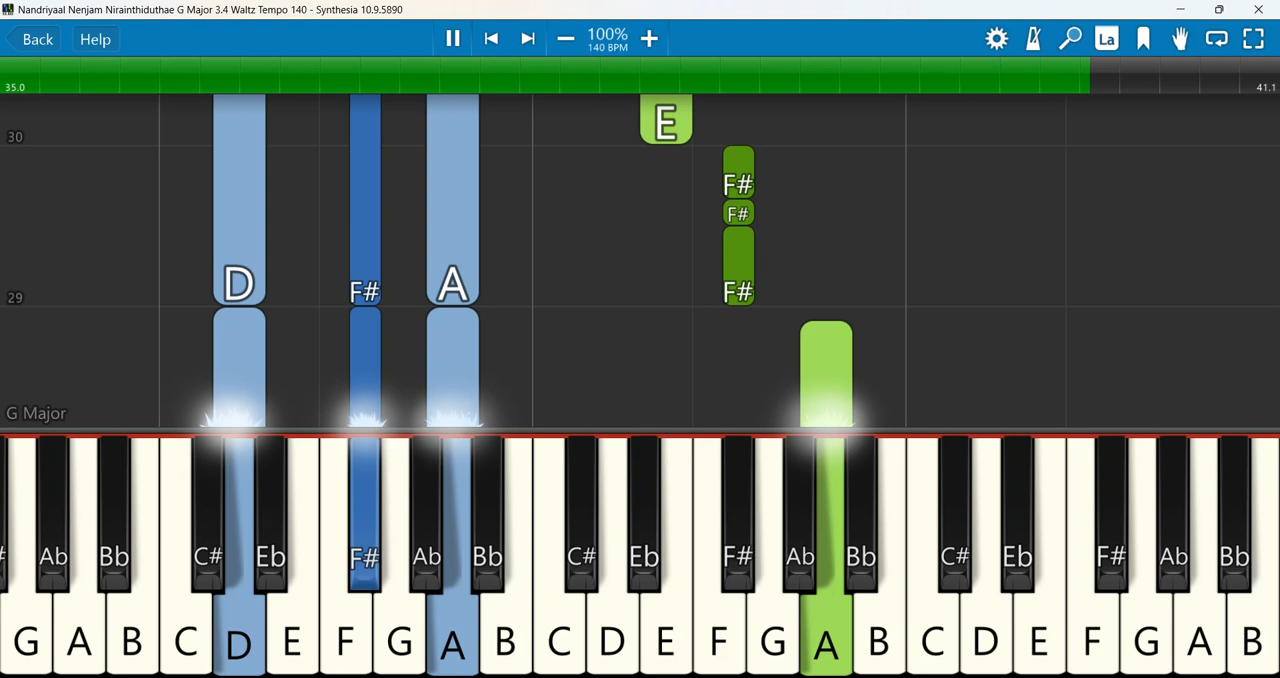 Nandriyaal Nenjam Nirainthiduthae G Major 3.4 Waltz Tempo 140 - Synthesia 10.9.5890
Back Help 100% La
140 BPM
35.0 41.1
30 E
F#
F#
29 D F# A F#
G Major
# Ab Bb C# Eb F# Ab Bb C# Eb F# Ab Bb C# Eb F# Ab Bb
G A B C D E F G A B C D E F G A B C D E F G A B